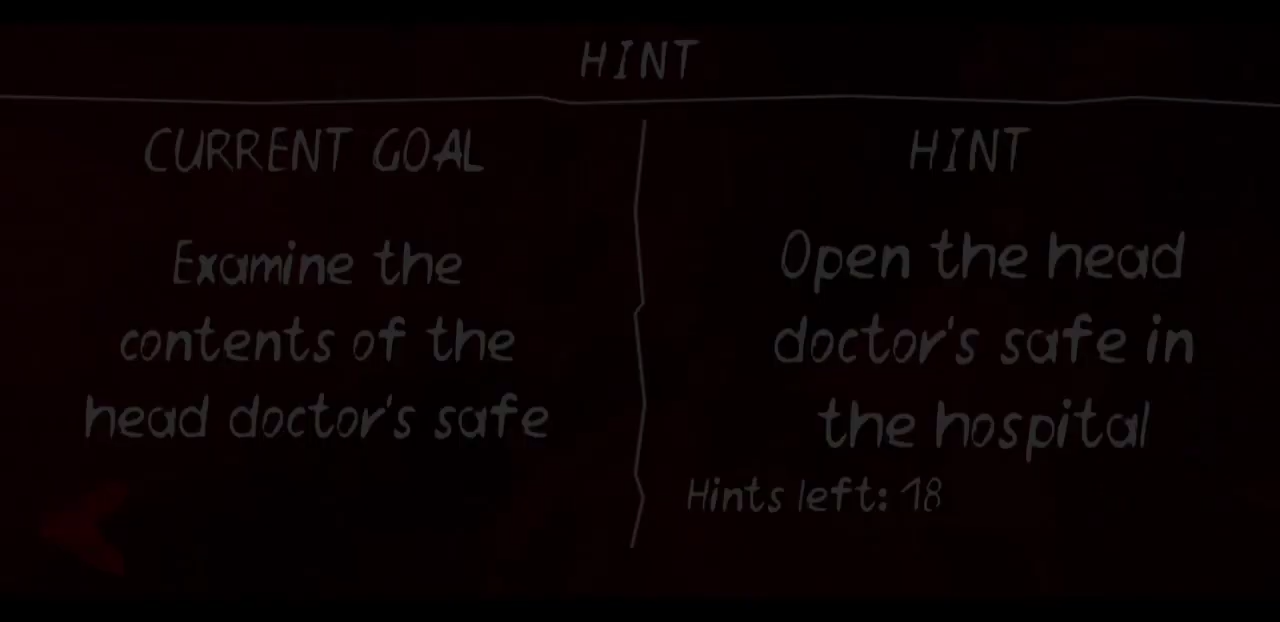 HINT
CURRENT GOAL
Examine the
contents of the
head doctor's safe
HINT
Open the head
doctor's safe in
the hospital
Hints left: 18